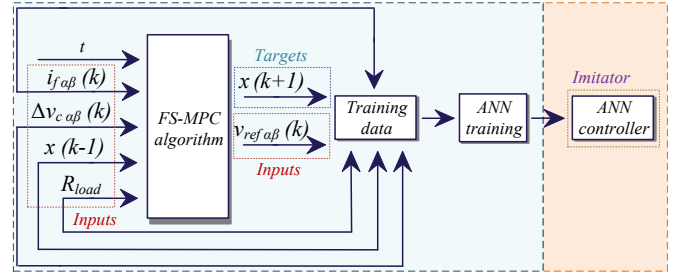 t
i_{f αβ} (k)
Δv_{c αβ} (k)
x (k-1)
R_{load}
Inputs
FS-MPC
algorithm
Targets
x (k+1)
v_{ref αβ} (k)
Inputs
Training
data
ANN
training
Imitator
ANN
controller